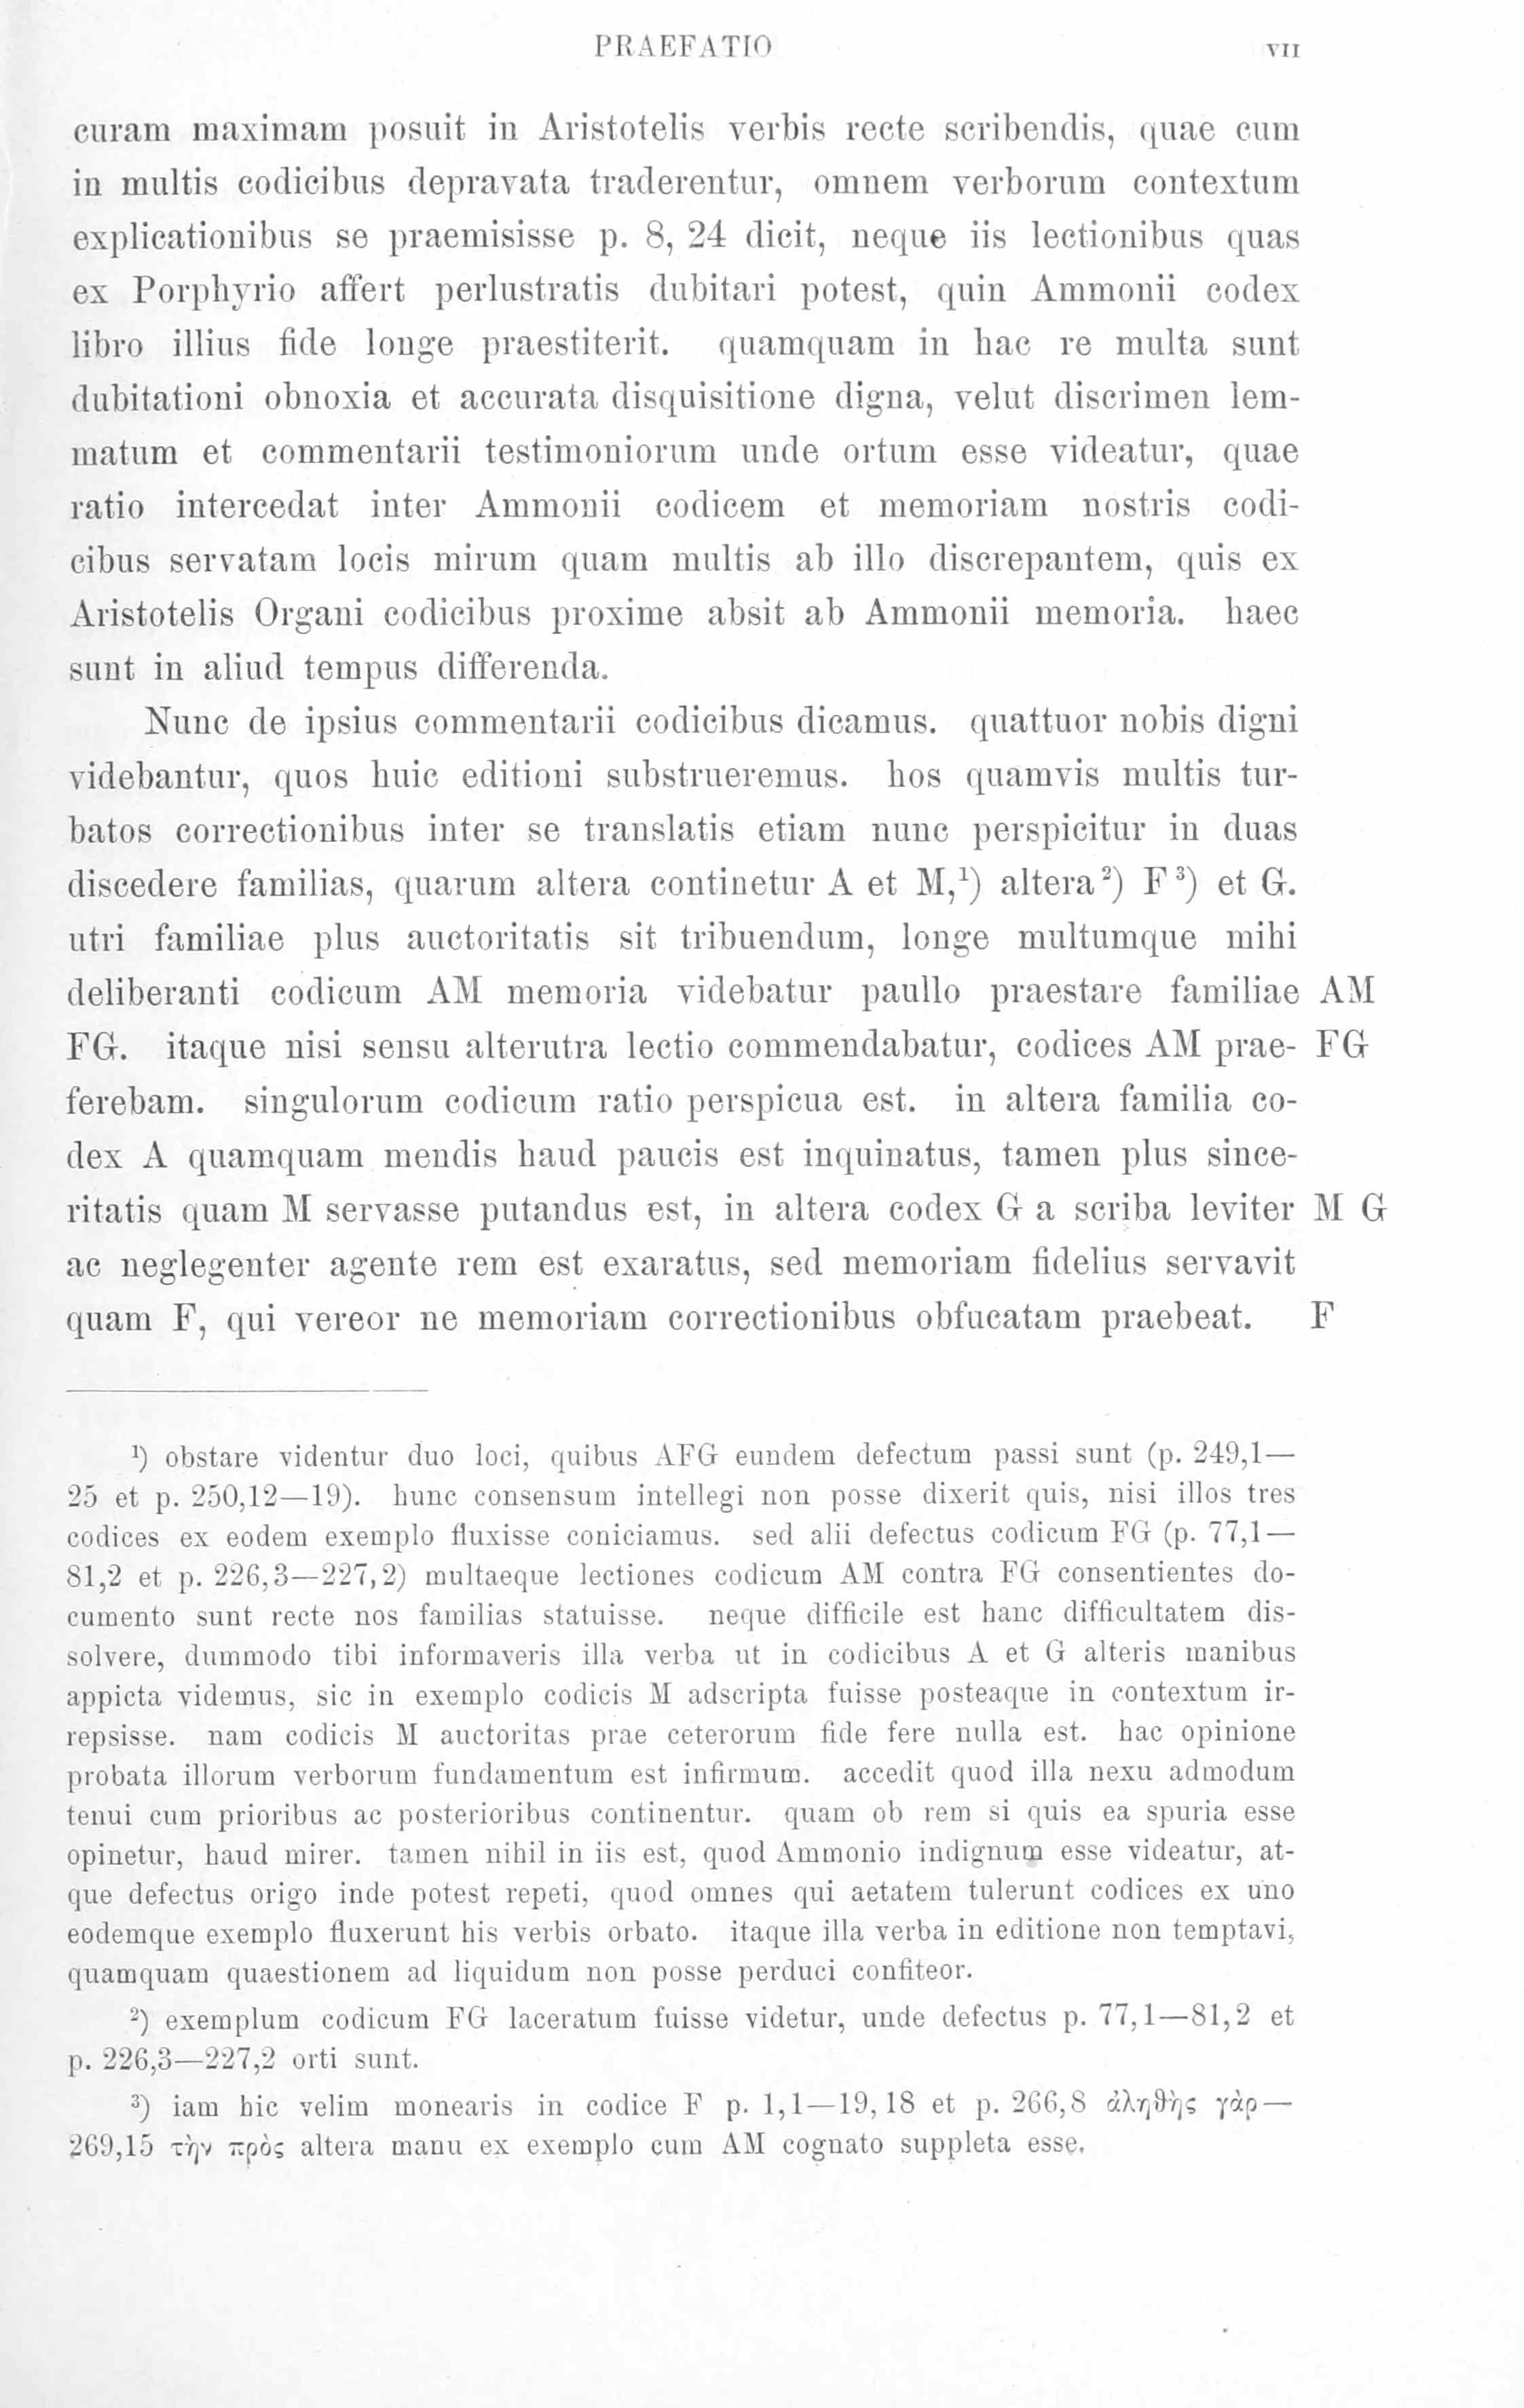 PRAEFATIO VII
curam maximam posuit in Aristotelis verbis recte scribendis, quae cum
in multis codicibus depravata traderentur, omnem verborum contextum
explicationibus se praemisisse p. 8, 24 dicit, neque iis lectionibus quas
ex Porphyrio affert perlustratis dubitari potest, quin Ammonii codex
libro illius fide longe praestiterit. quamquam in hac re multa sunt
dubitationi obnoxia et accurata disquisitione digna, velut discrimen lem-
matum et commentarii testimoniorum unde ortum esse videatur, quae
ratio intercedat inter Ammonii codicem et memoriam nostris codi-
cibus servatam locis mirum quam multis ab illo discrepantem, quis ex
Aristotelis Organi codicibus proxime absit ab Ammonii memoria. haec
sunt in aliud tempus differenda.
Nunc de ipsius commentarii codicibus dicamus. quattuor nobis digni
videbantur, quos huic editioni substrueremus. hos quamvis multis tur-
batos correctionibus inter se translatis etiam nunc perspicitur in duas
discedere familias, quarum altera continetur A et M,¹) altera²) F³) et G.
utri familiae plus auctoritatis sit tribuendum, longe multumque mihi
deliberanti codicum AM memoria videbatur paullo praestare familiae AM
FG. itaque nisi sensu alterutra lectio commendabatur, codices AM prae- FG
ferebam. singulorum codicum ratio perspicua est. in altera familia co-
dex A quamquam mendis haud paucis est inquinatus, tamen plus since-
ritatis quam M servasse putandus est, in altera codex G a scriba leviter M G
ac neglegenter agente rem est exaratus, sed memoriam fidelius servavit
quam F, qui vereor ne memoriam correctionibus obfucatam praebeat. F
¹) obstare videntur duo loci, quibus AFG eundem defectum passi sunt (p. 249,1—
25 et p. 250,12—19). hunc consensum intellegi non posse dixerit quis, nisi illos tres
codices ex eodem exemplo fluxisse coniciamus. sed alii defectus codicum FG (p. 77,1—
81,2 et p. 226,3—227,2) multaeque lectiones codicum AM contra FG consentientes do-
cumento sunt recte nos familias statuisse. neque difficile est hanc difficultatem dis-
solvere, dummodo tibi informaveris illa verba ut in codicibus A et G alteris manibus
appicta videmus, sic in exemplo codicis M adscripta fuisse posteaque in contextum ir-
repsisse. nam codicis M auctoritas prae ceterorum fide fere nulla est. hac opinione
probata illorum verborum fundamentum est infirmum. accedit quod illa nexu admodum
tenui cum prioribus ac posterioribus continentur. quam ob rem si quis ea spuria esse
opinetur, haud mirer. tamen nihil in iis est, quod Ammonio indignum esse videatur, at-
que defectus origo inde potest repeti, quod omnes qui aetatem tulerunt codices ex uno
eodemque exemplo fluxerunt his verbis orbato. itaque illa verba in editione non temptavi,
quamquam quaestionem ad liquidum non posse perduci confiteor.
²) exemplum codicum FG laceratum fuisse videtur, unde defectus p. 77,1—81,2 et
p. 226,3—227,2 orti sunt.
³) iam hic velim monearis in codice F p. 1,1—19,18 et p. 266,8 ἀληθὴς γὰρ—
269,15 τὴν πρὸς altera manu ex exemplo cum AM cognato suppleta esse.